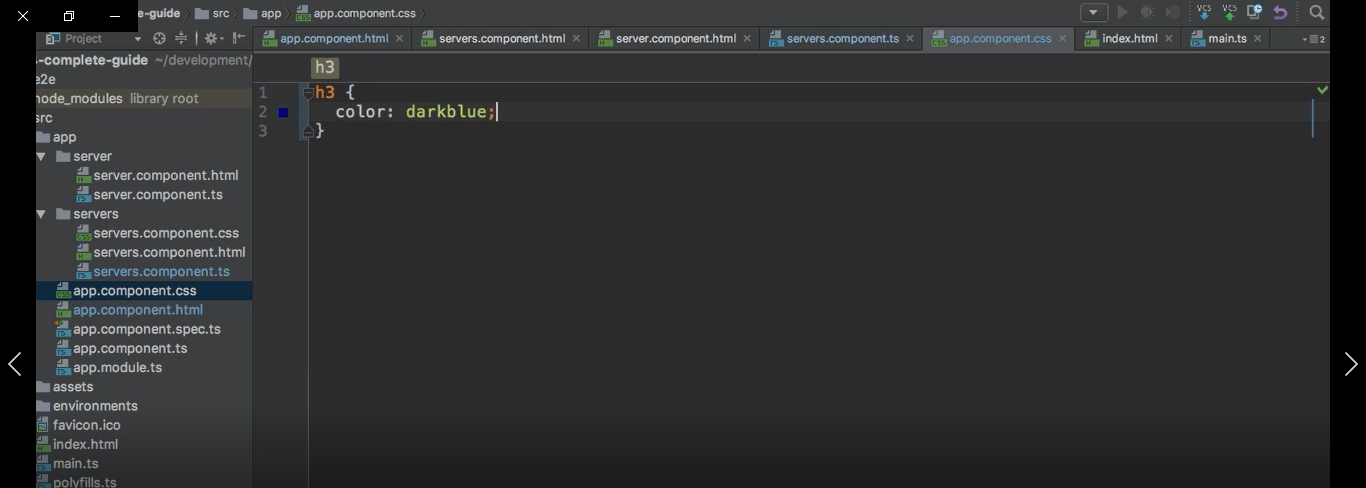 e-guide src app app.component.css
VCS VCS
Project
app.component.html servers.component.html server.component.html servers.component.ts app.component.css index.html main.ts 2
-complete-guide ~/development/
e2e
node_modules library root
src
app
server
server.component.html
server.component.ts
servers
servers.component.css
servers.component.html
servers.component.ts
app.component.css
app.component.html
app.component.spec.ts
app.component.ts
app.module.ts
assets
environments
favicon.ico
index.html
main.ts
polyfills.ts
h3
1 h3 {
2 color: darkblue;
3 }